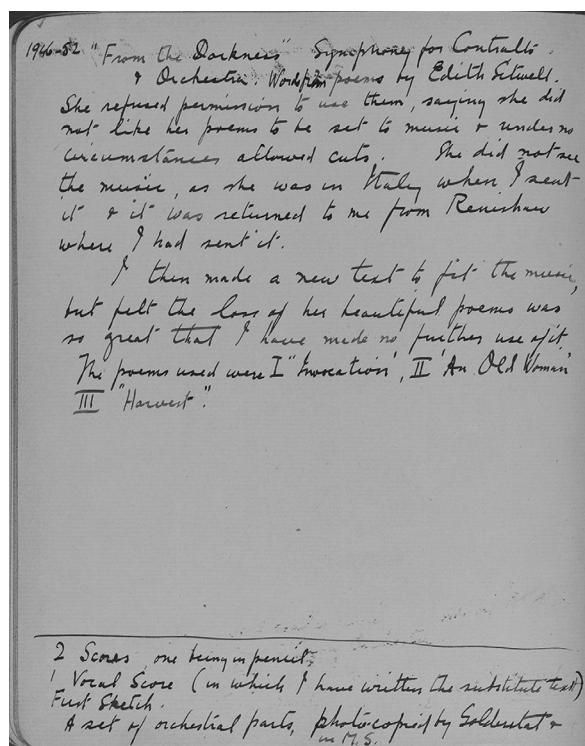 1946-52 "From the Darkness" Symphony for Contralto
& Orchestra. Words from poems by Edith Sitwell.
She refused permission to use them, saying she did
not like her poems to be set to music & under no
circumstances allowed cuts. She did not see
the music, as she was in Italy when I sent
it & it was returned to me from Renishaw
where I had sent it.
I then made a new text to fit the music,
but felt the loss of her beautiful poems was
so great that I have made no further use of it.
The poems used were I "Invocation', II 'An Old Woman'
III "Harvest".
2 Scores, one being in pencil.
1 Vocal Score (in which I have written the substitute text)
First Sketch.
A set of orchestral parts, photocopied by Goldenstat &
in M.S.